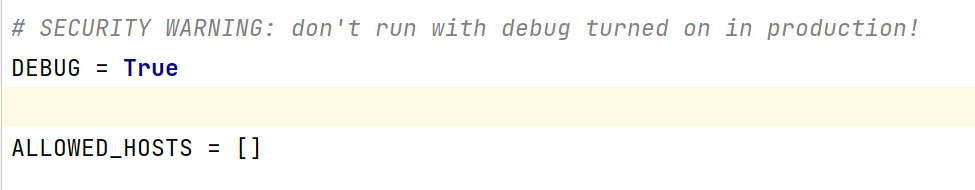 # SECURITY WARNING: don't run with debug turned on in production!
DEBUG = True
ALLOWED_HOSTS = []